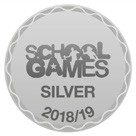 SCHOOL
GAMES
SILVER
2018/19